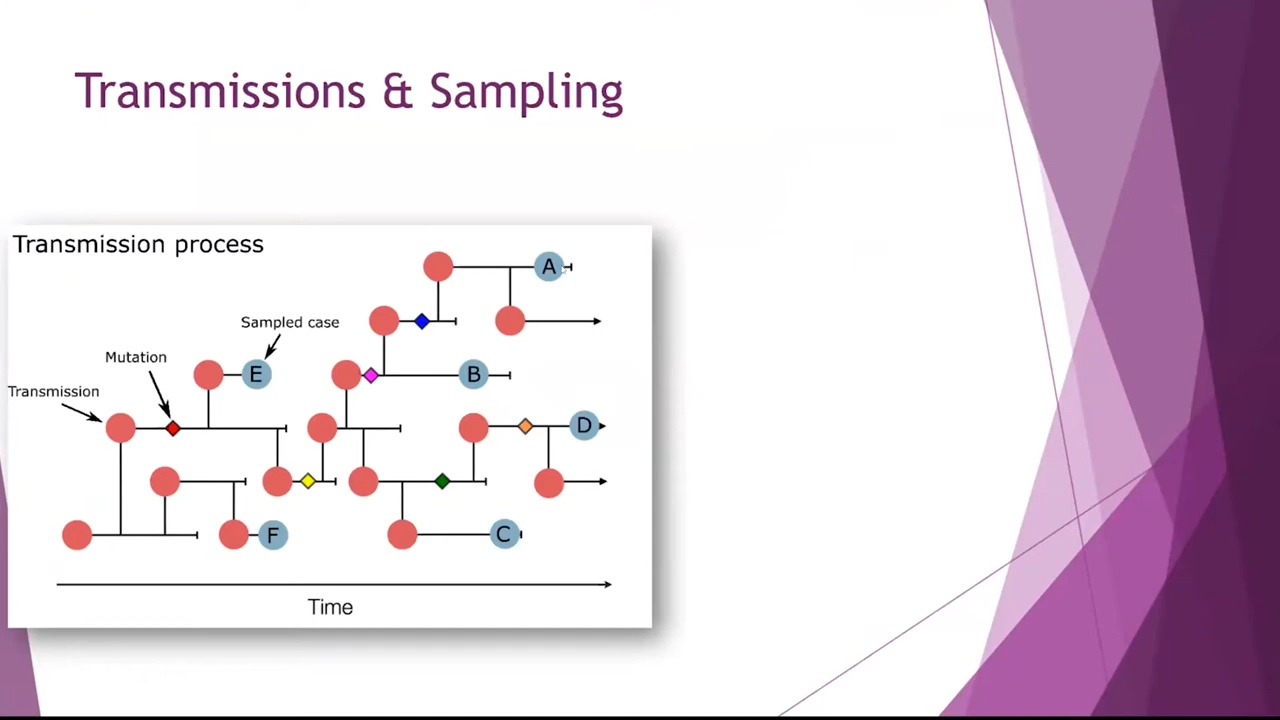 Transmissions & Sampling
Transmission process
A
Sampled case
Mutation
E
B
Transmission
D
F
C
Time